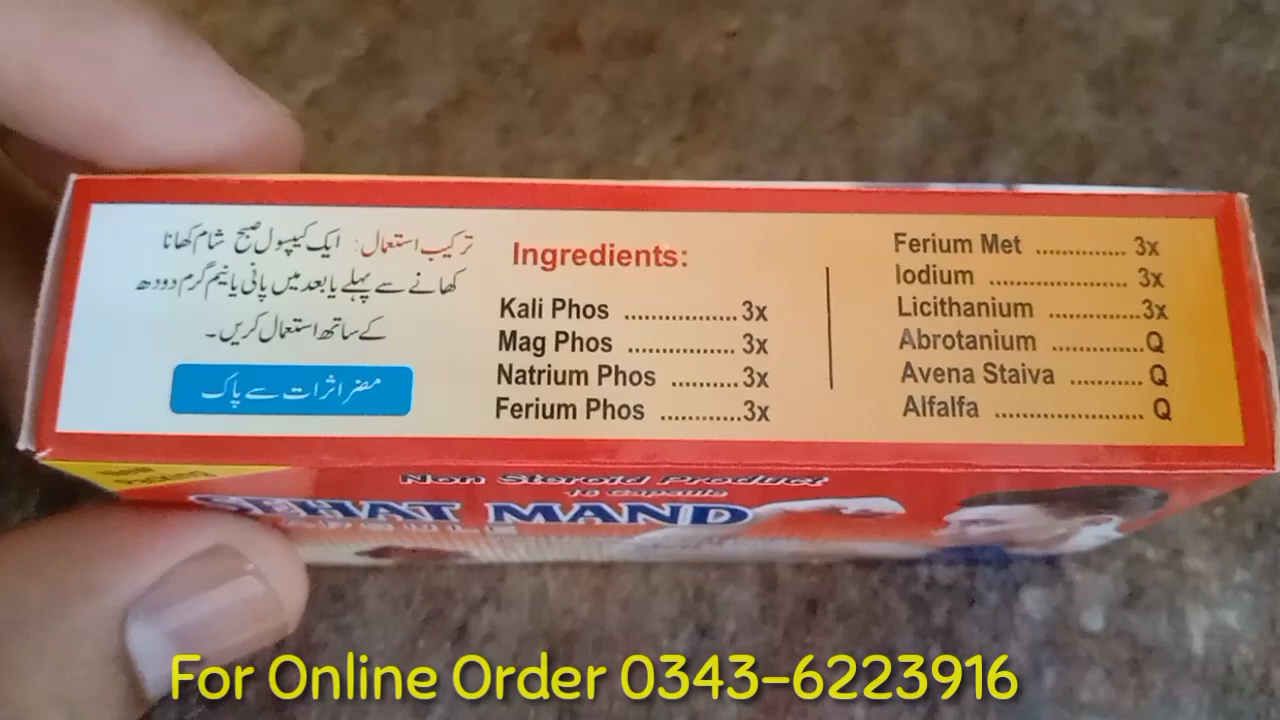 ترکیب استعمال: ایک کیپسول صبح شام کھانا
کھانے سے پہلے یا بعد میں پانی یا نیم گرم دودھ
کے ساتھ استعمال کریں۔
مضر اثرات سے پاک
Ingredients:
Kali Phos ................. 3x
Mag Phos ................ 3x
Natrium Phos .......... 3x
Ferium Phos ............3x
Ferium Met ............. 3x
Iodium .................... 3x
Licithanium .............3x
Abrotanium .............Q
Avena Staiva .......... Q
Alfalfa ..................... Q
Non Steroid Product
Capsule
SEHAT MAND
For Online Order 0343-6223916